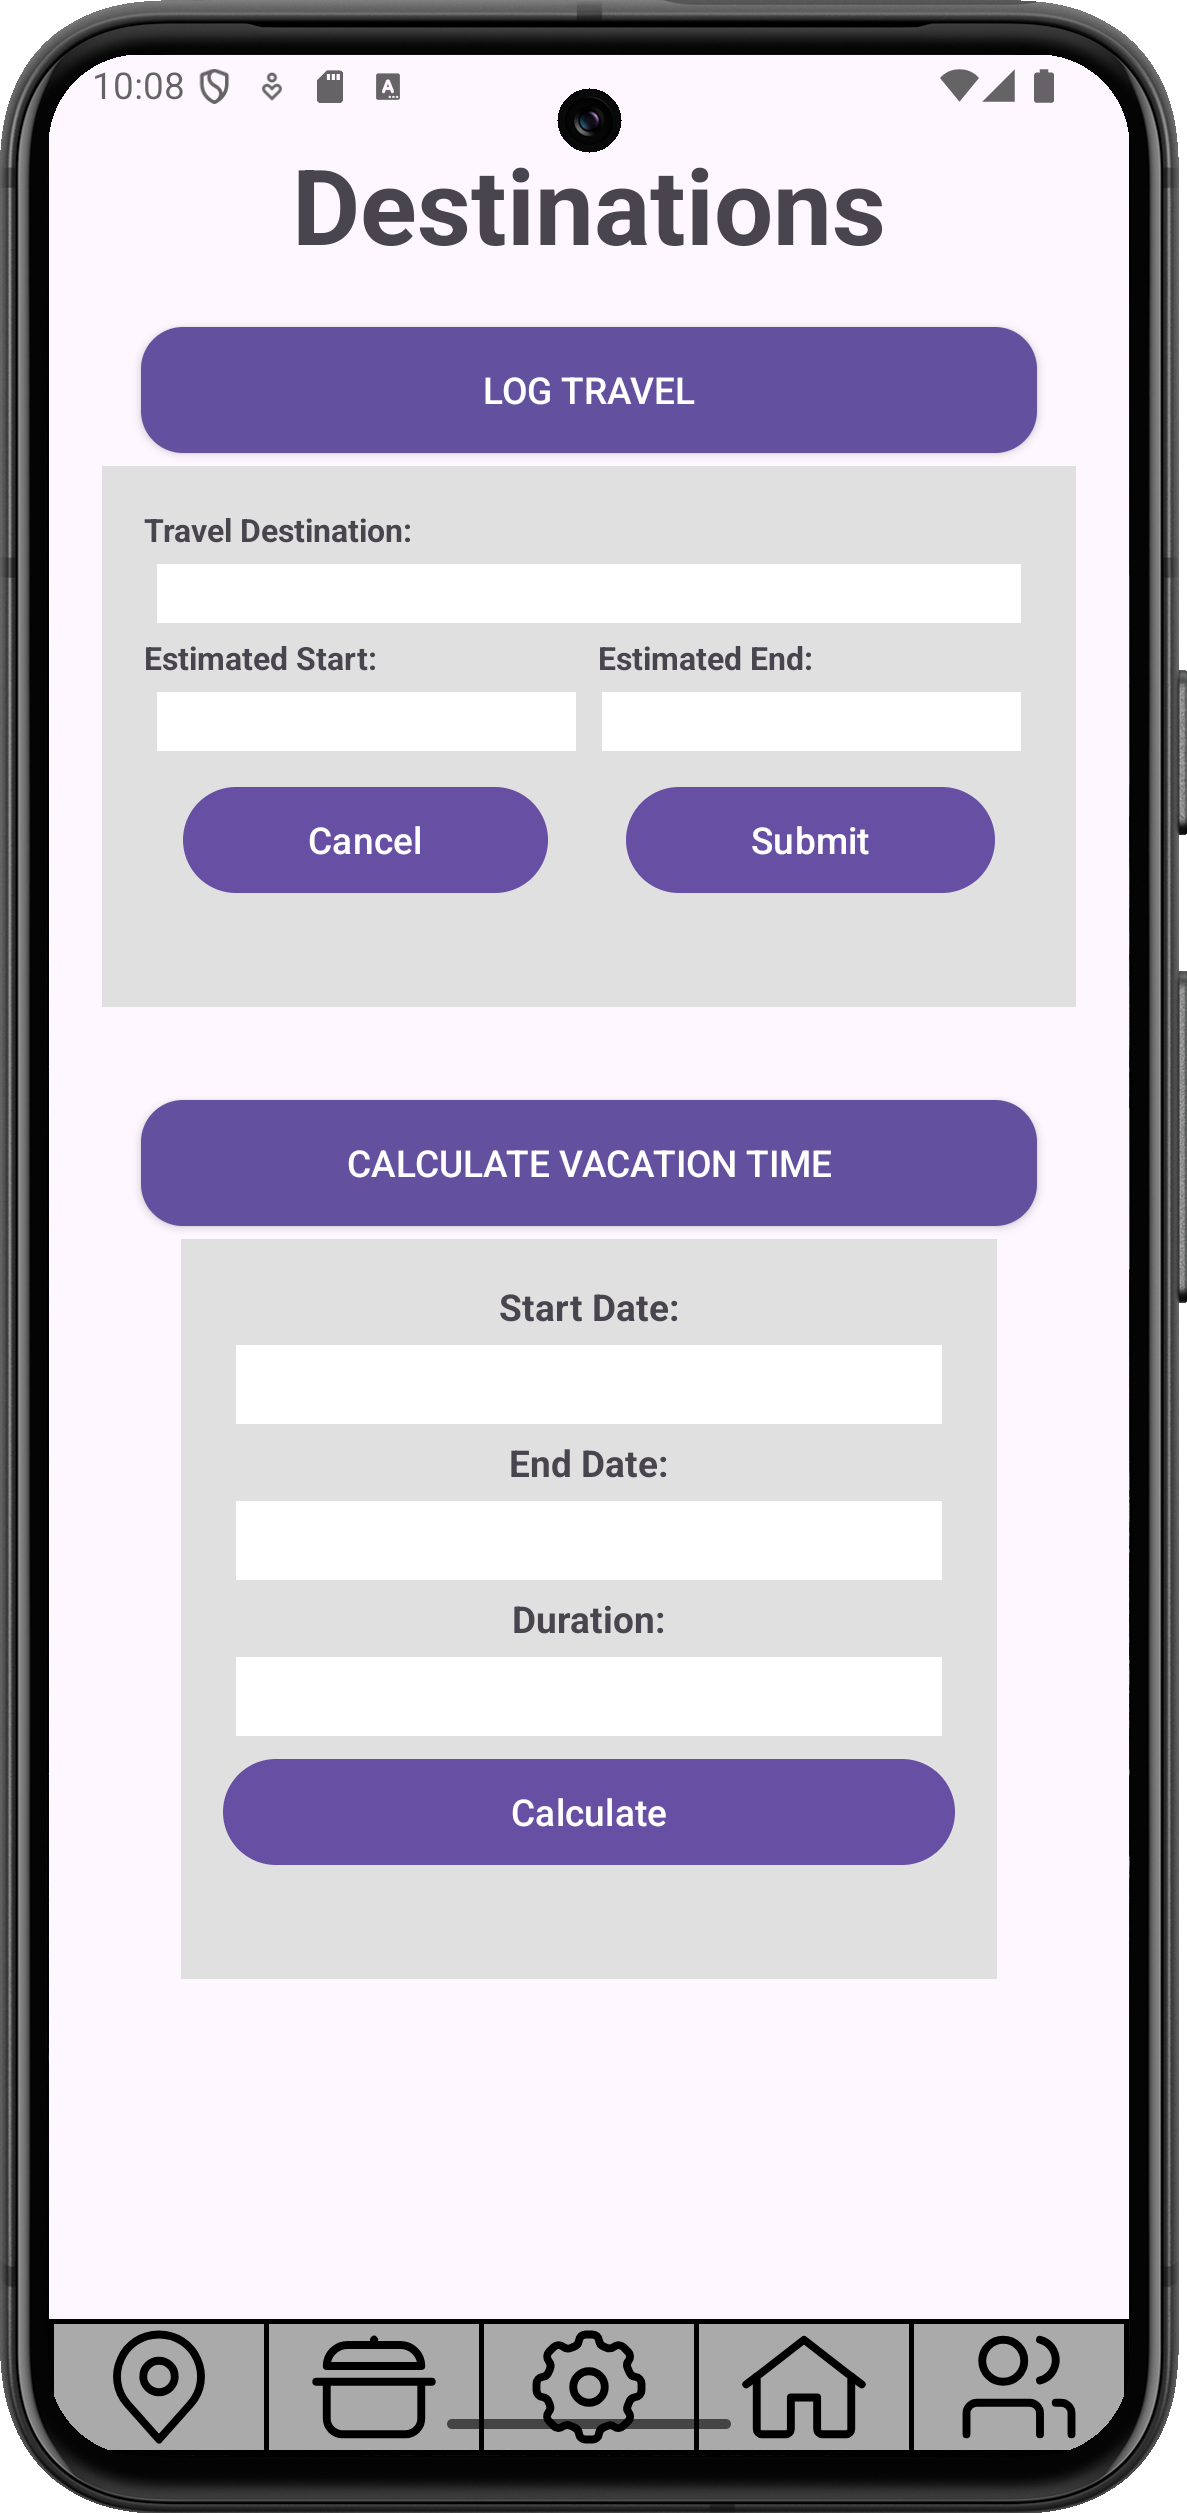 10:08
A
Destinations
LOG TRAVEL
Travel Destination:
Estimated Start: Estimated End:
Cancel Submit
CALCULATE VACATION TIME
Start Date:
End Date:
Duration:
Calculate